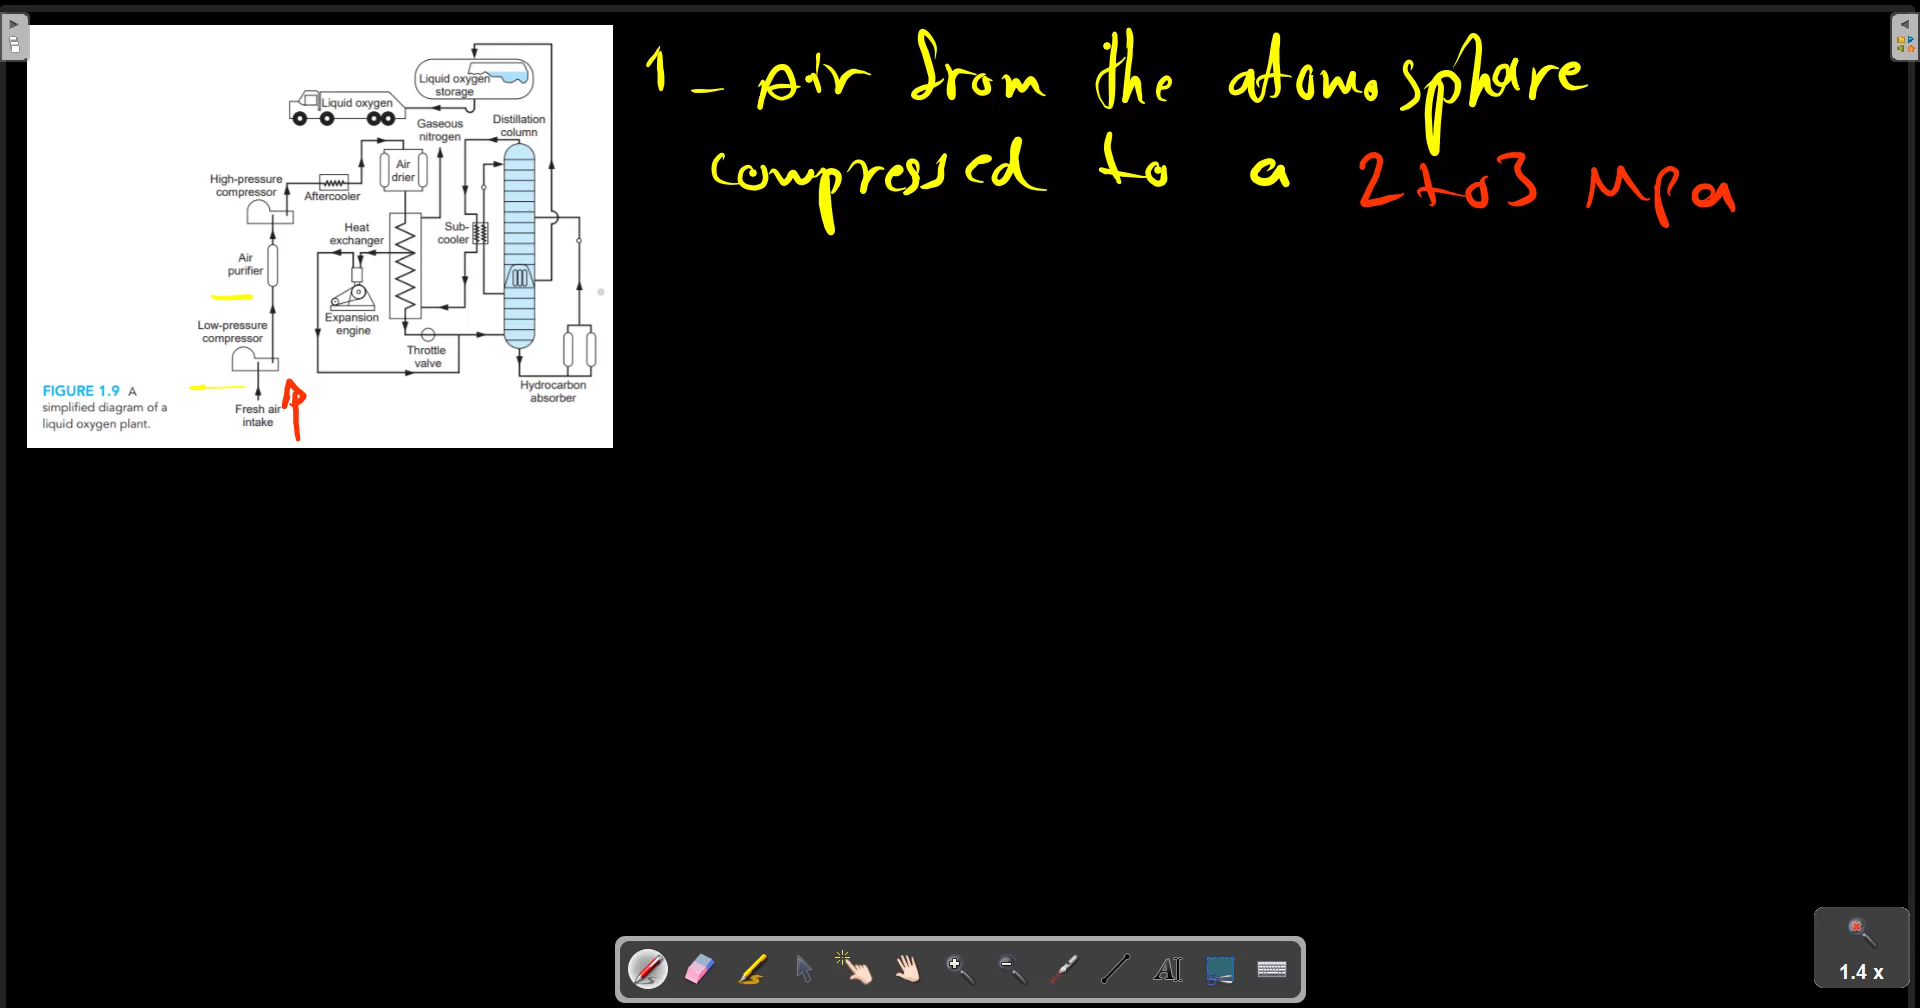 1 - Air from the atomosphare
compressed to a 2 to 3 Mpa
Liquid oxygen
storage
Liquid oxygen
Gaseous
nitrogen
Distillation
column
Air
drier
High-pressure
compressor
Aftercooler
Heat
exchanger
Sub-
cooler
Air
purifier
Expansion
engine
Low-pressure
compressor
Throttle
valve
Hydrocarbon
absorber
FIGURE 1.9 A
simplified diagram of a
liquid oxygen plant.
Fresh air
intake
AI
1.4 x